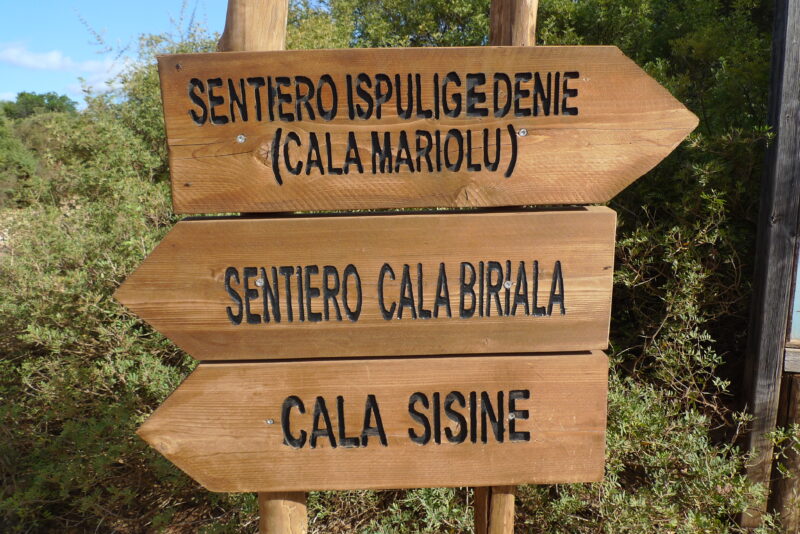 SENTIERO ISPULIGE DENIE
(CALA MARIOLU)
SENTIERO CALA BIRIALA
CALA SISINE